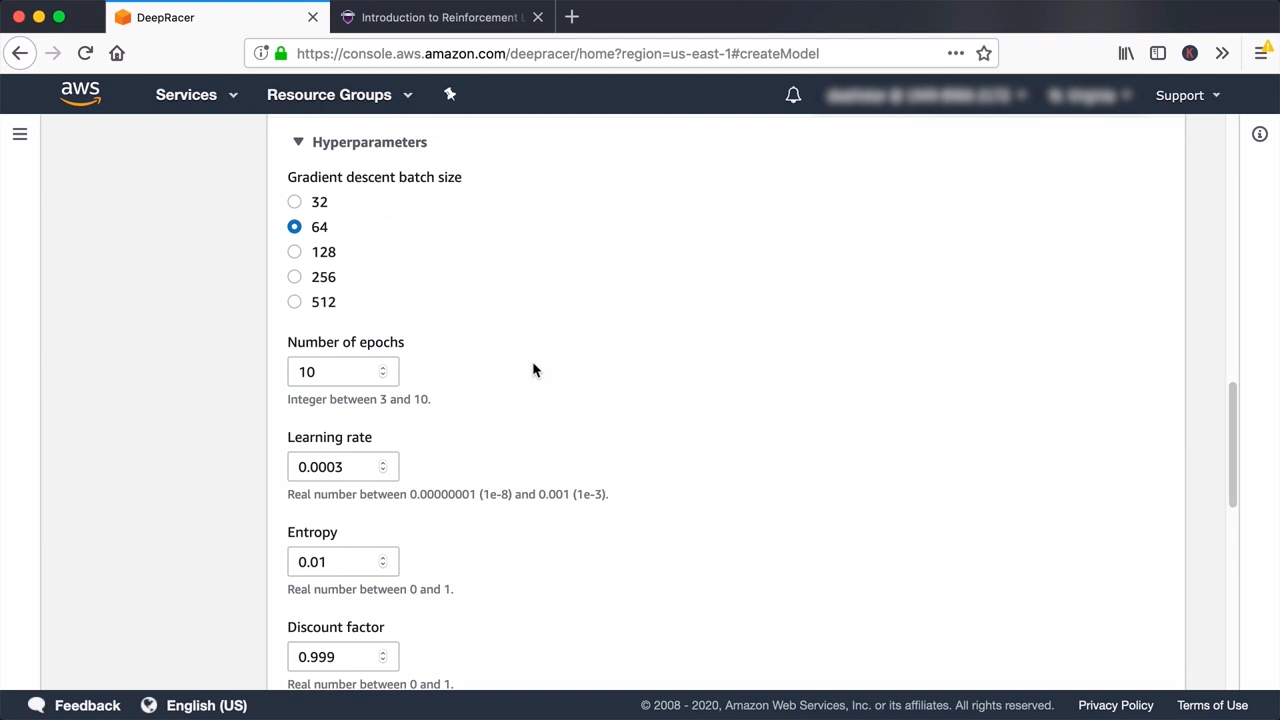 DeepRacer
Introduction to Reinforcement L
https://console.aws.amazon.com/deepracer/home?region=us-east-1#createModel
K
aws
Services
Resource Groups
Support
Hyperparameters
Gradient descent batch size
32
64
128
256
512
Number of epochs
10
Integer between 3 and 10.
Learning rate
0.0003
Real number between 0.00000001 (1e-8) and 0.001 (1e-3).
Entropy
0.01
Real number between 0 and 1.
Discount factor
0.999
Real number between 0 and 1.
Feedback
English (US)
© 2008 - 2020, Amazon Web Services, Inc. or its affiliates. All rights reserved.
Privacy Policy
Terms of Use